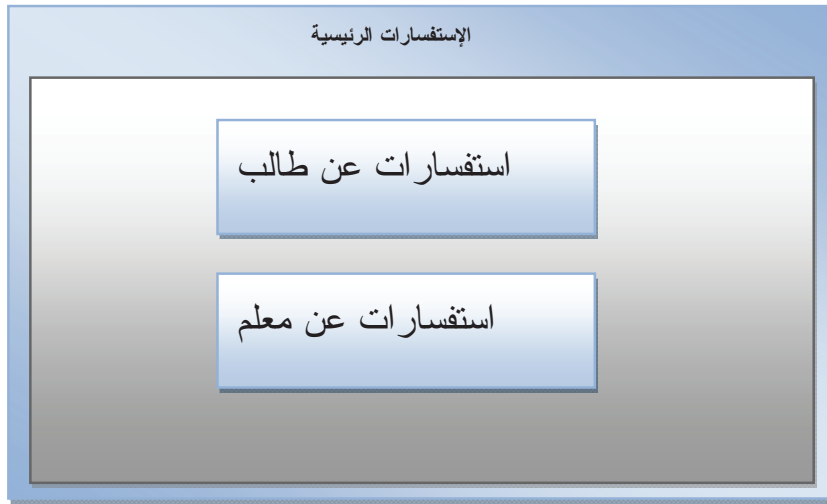 الإستفسارات الرئيسية
استفسارات عن طالب
استفسارات عن معلم